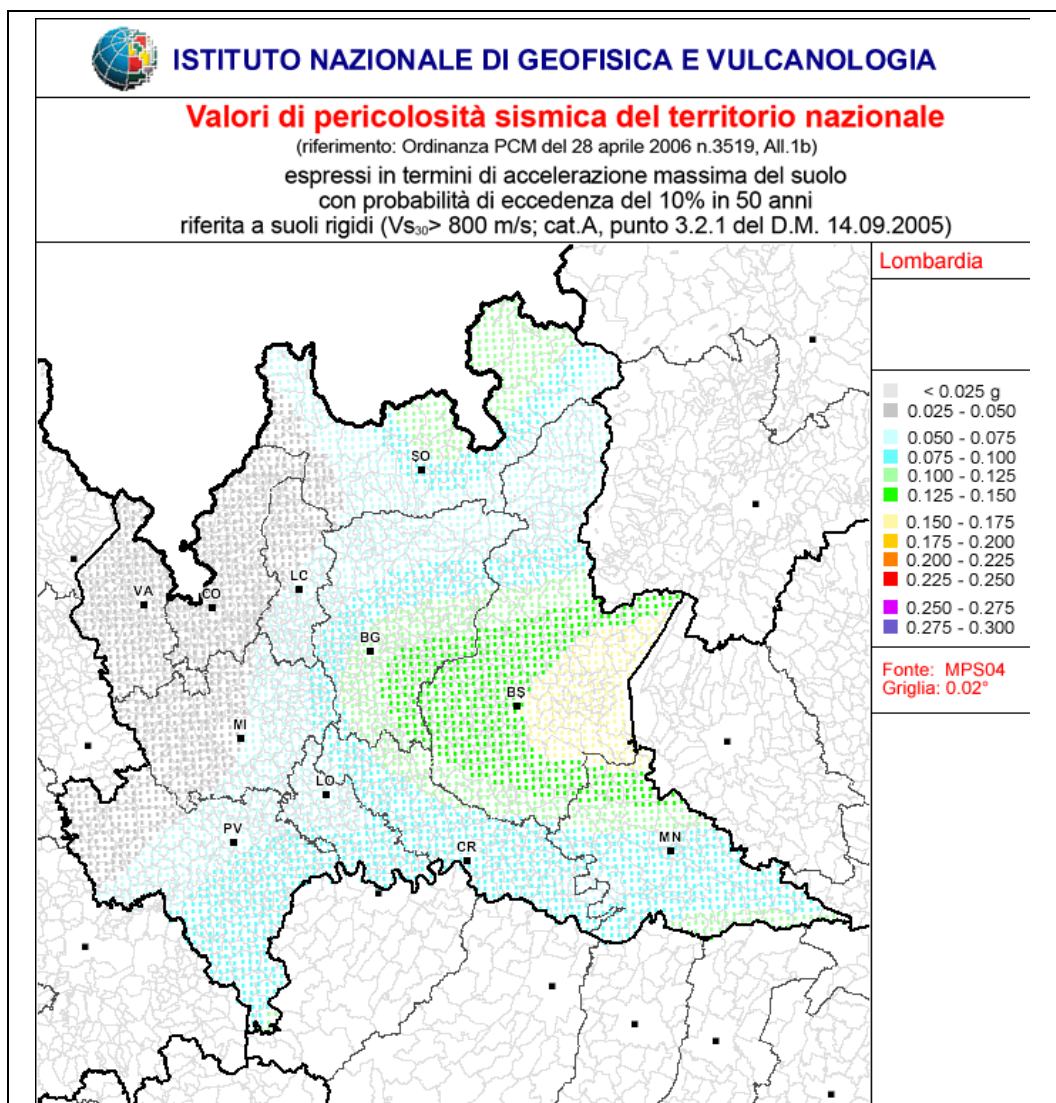 ISTITUTO NAZIONALE DI GEOFISICA E VULCANOLOGIA
Valori di pericolosità sismica del territorio nazionale
(riferimento: Ordinanza PCM del 28 aprile 2006 n.3519, All.1b)
espressi in termini di accelerazione massima del suolo
con probabilità di eccedenza del 10% in 50 anni
riferita a suoli rigidi (Vs30> 800 m/s; cat.A, punto 3.2.1 del D.M. 14.09.2005)
Lombardia
< 0.025 g
0.025 - 0.050
0.050 - 0.075
0.075 - 0.100
0.100 - 0.125
0.125 - 0.150
0.150 - 0.175
0.175 - 0.200
0.200 - 0.225
0.225 - 0.250
0.250 - 0.275
0.275 - 0.300
Fonte: MPS04
Griglia: 0.02°
SO
LC
VA
CO
BG
BS
MI
LO
PV
CR
MN